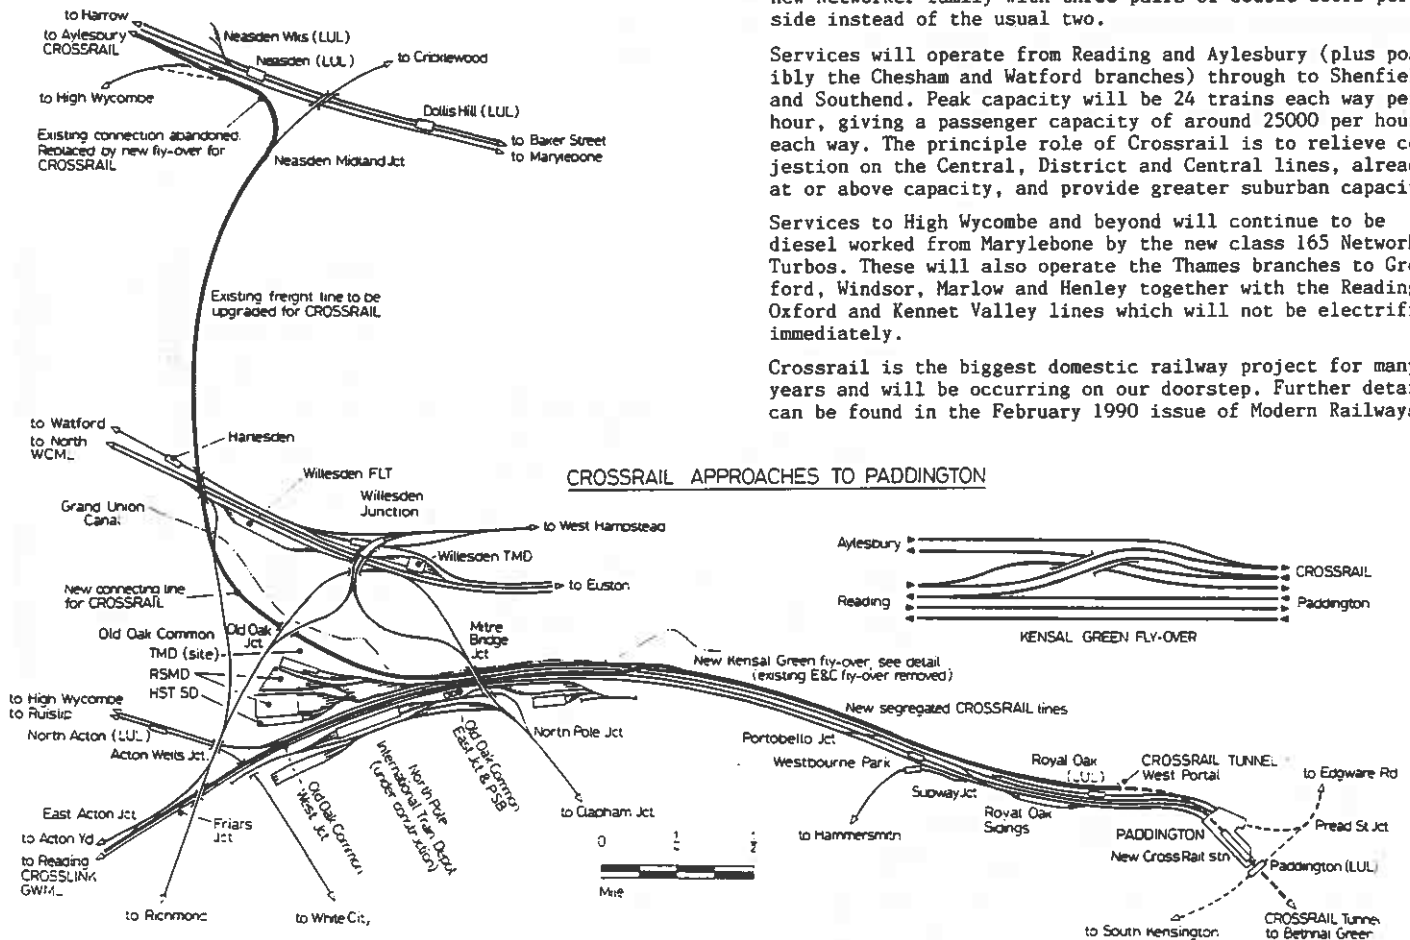 side instead of the usual two.
Services will operate from Reading and Aylesbury (plus po
ibly the Chesham and Watford branches) through to Shenfie
and Southend. Peak capacity will be 24 trains each way pe
hour, giving a passenger capacity of around 25000 per hou
each way. The principle role of Crossrail is to relieve co
jestion on the Central, District and Central lines, alrea
at or above capacity, and provide greater suburban capaci
Services to High Wycombe and beyond will continue to be
diesel worked from Marylebone by the new class 165 Network
Turbos. These will also operate the Thames branches to Gre
ford, Windsor, Marlow and Henley together with the Reading
Oxford and Kennet Valley lines which will not be electrif
immediately.
Crossrail is the biggest domestic railway project for many
years and will be occurring on our doorstep. Further detai
can be found in the February 1990 issue of Modern Railways
to Harrow
to Aylesbury
CROSSRAIL
Neasden Wks (LUL)
Neasden (LUL)
to Cricklewood
to High Wycombe
Dollis Hill (LUL)
Existing connection abandoned.
Replaced by new fly-over for
CROSSRAIL
to Baker Street
to Marylebone
Neasden Midland Jct
Existing freight line to be
upgraded for CROSSRAIL
to Watford
to North
WCML
Harlesden
Willesden FLT
Willesden
Junction
Grand Union
Canal
to West Hampstead
Willesden TMD
to Euston
New connecting line
for CROSSRAIL
CROSSRAIL APPROACHES TO PADDINGTON
Aylesbury
CROSSRAIL
Reading
Paddington
KENSAL GREEN FLY-OVER
Old Oak Common
TMD (site)
Old Oak
Jct
Mitre
Bridge
Jct
RSMD
HST SD
New Kensal Green fly-over, see detail
(existing E&C fly-over removed)
to High Wycombe
to Ruislip
North Acton (LUL)
Acton Wells Jct.
New segregated CROSSRAIL lines
North Pole Jct
Portobello Jct
Westbourne Park
Royal Oak
(LUL)
CROSSRAIL TUNNEL
West Portal
to Edgware Rd
East Acton Jct
to Acton Yd
to Reading
CROSSLINK
GWML
Friars
Jct
Old Oak Common
West Jct
North Pole
International Train Depot
(under construction)
Old Oak Common
East Jct & PSB
to Clapham Jct
to Hammersmith
Subway Jct
Royal Oak
Sidings
PADDINGTON
New CrossRail stn
Praed St Jct
Paddington (LUL)
0
Mile
to Richmond
to White City
to South Kensington
CROSSRAIL Tunnel
to Bethnal Green